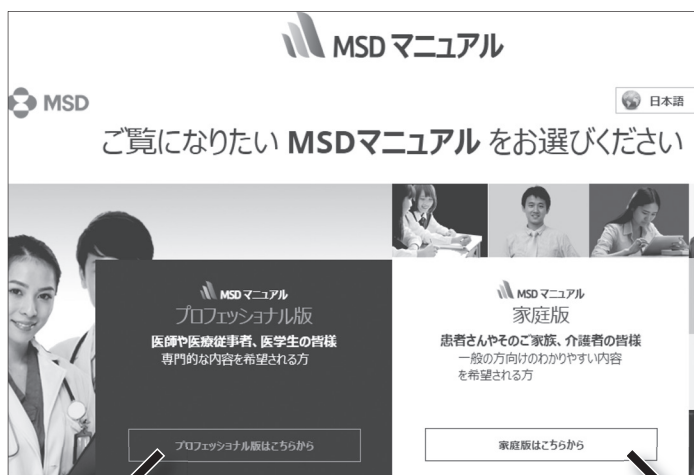 MSD マニュアル
MSD
日本語
ご覧になりたい MSDマニュアル をお選びください
MSD マニュアル
プロフェッショナル版
医師や医療従事者、医学生の皆様
専門的な内容を希望される方
プロフェッショナル版はこちらから
MSD マニュアル
家庭版
患者さんやそのご家族、介護者の皆様
一般の方向けのわかりやすい内容
を希望される方
家庭版はこちらから